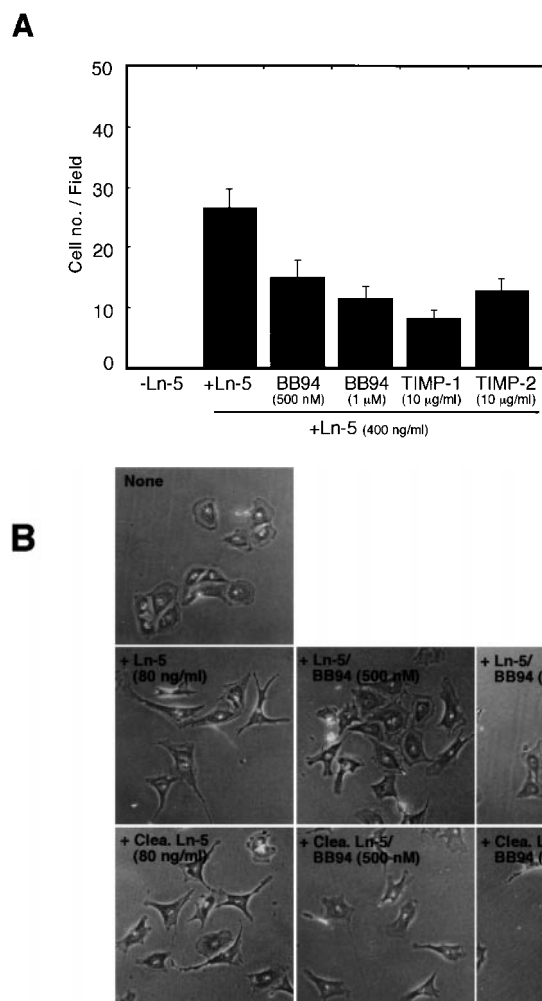 A
Cell no. / Field
50
40
30
20
10
0
-Ln-5 +Ln-5 BB94 BB94 TIMP-1 TIMP-2
(500 nM) (1 µM) (10 µg/ml) (10 µg/ml)
+Ln-5 (400 ng/ml)
B
None
+ Ln-5
(80 ng/ml)
+ Ln-5/
BB94 (500 nM)
+ Ln-5/
BB94 (
+ Clea. Ln-5
(80 ng/ml)
+ Clea. Ln-5/
BB94 (500 nM)
+ Clea. L
BB94 (